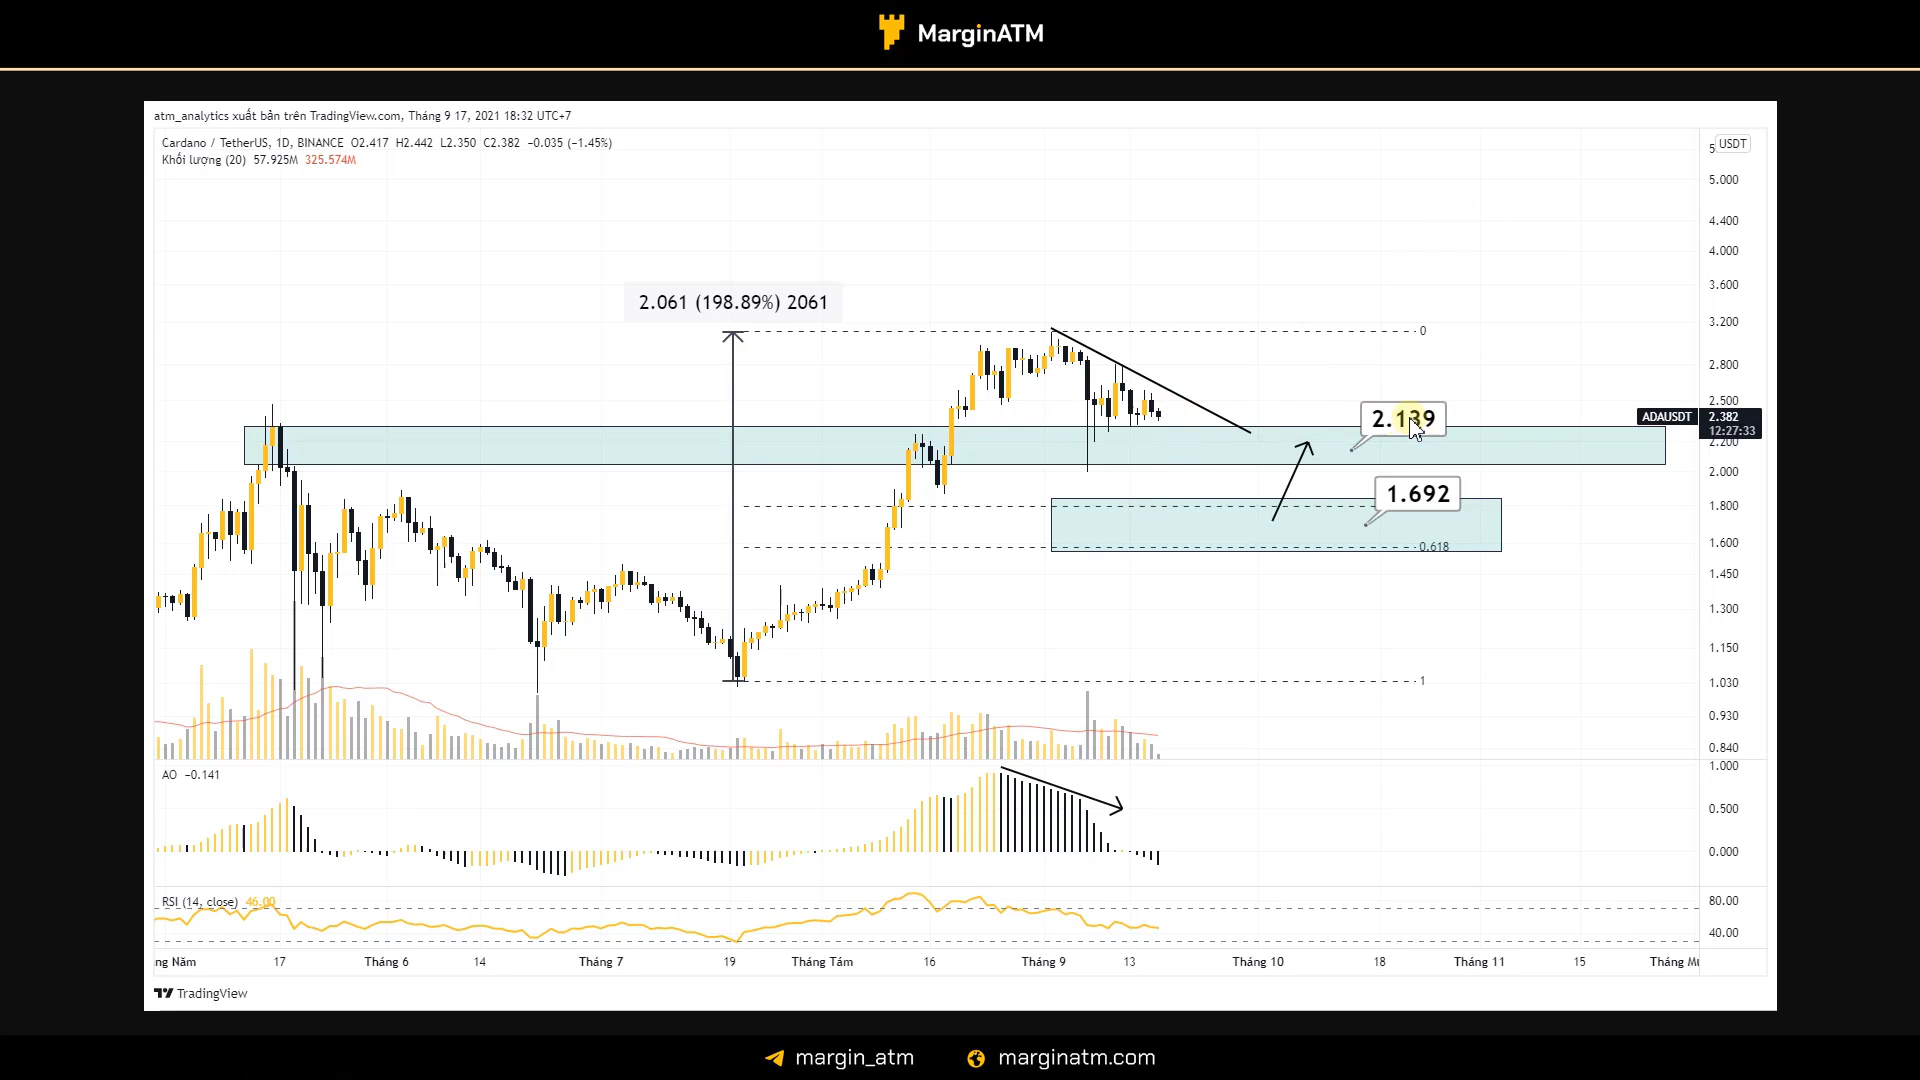 MarginATM
atm_analytics xuất bản trên TradingView.com, Tháng 9 17, 2021 18:32 UTC+7
Cardano / TetherUS, 1D, BINANCE O2.417 H2.442 L2.350 C2.382 −0.035 (−1.45%)
Khối lượng (20) 57.925M 325.574M
USDT
5.000
4.400
4.000
3.600
3.200
2.800
2.500
2.200
2.000
1.800
1.600
1.450
1.300
1.150
1.030
0.930
0.840
ADAUSDT 2.382
12:27:33
2.061 (198.89%) 2061
0
2.139
1.692
0.618
1
AO −0.141
1.000
0.500
0.000
RSI (14, close) 46.00
80.00
40.00
ng Năm 17 Tháng 6 14 Tháng 7 19 Tháng Tám 16 Tháng 9 13 Tháng 10 18 Tháng 11 15 Tháng
TradingView
margin_atm marginatm.com